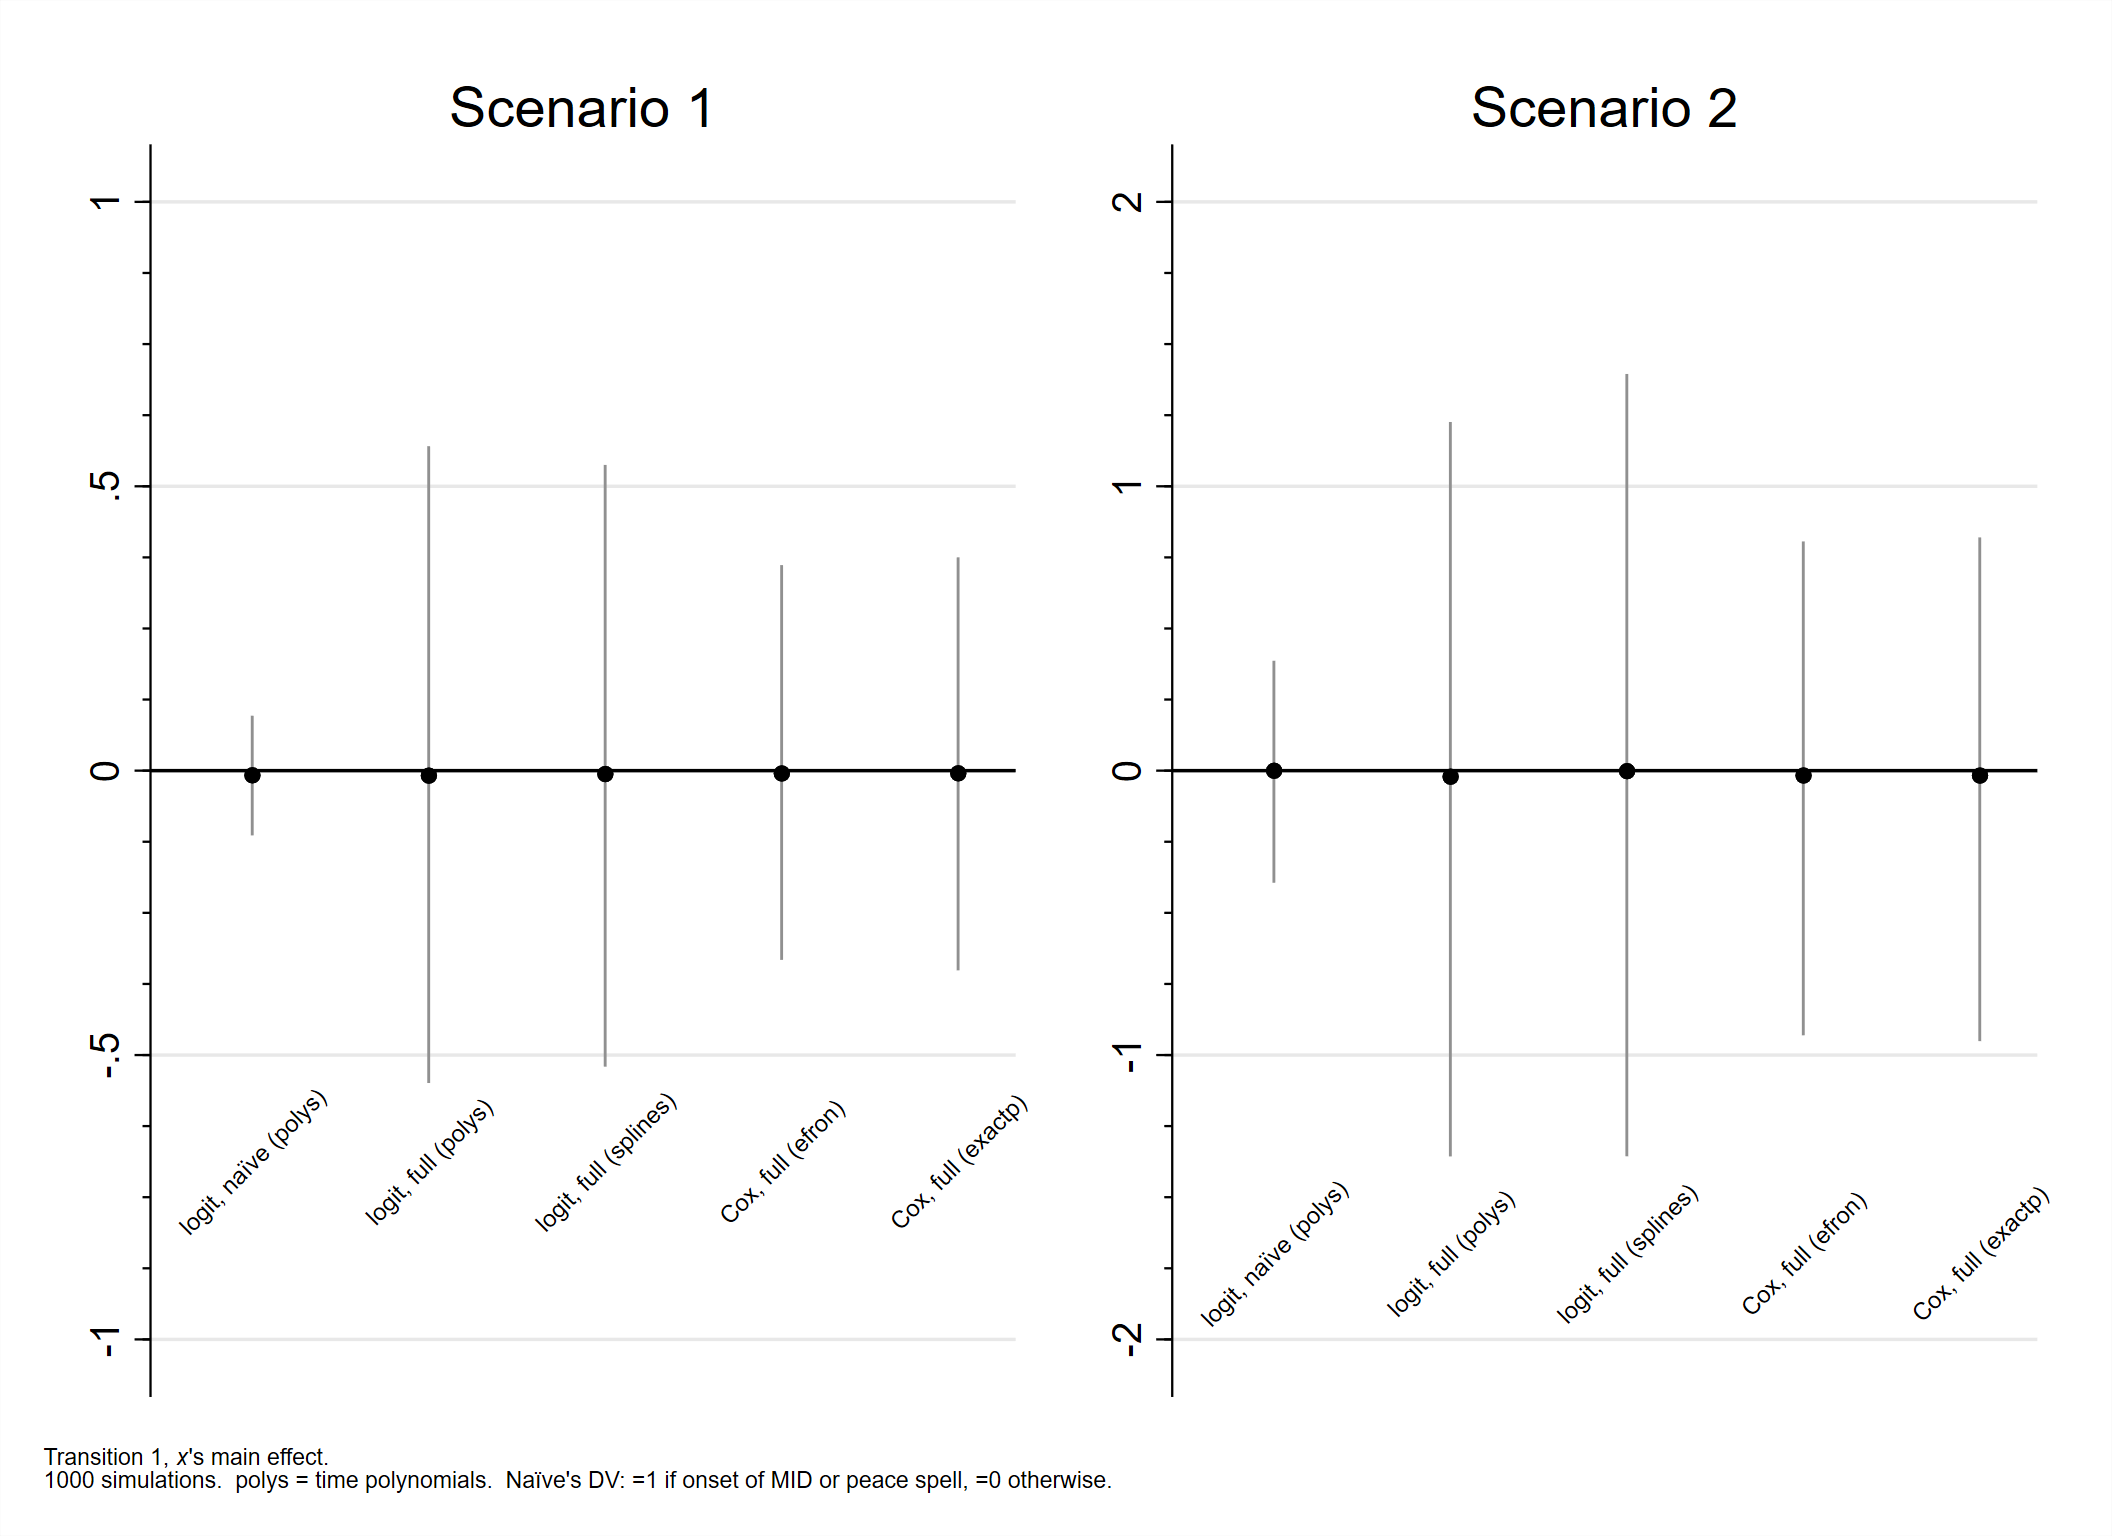 Scenario 1
1
.5
0
-.5
-1
logit, naïve (polys)
logit, full (polys)
logit, full (splines)
Cox, full (efron)
Cox, full (exactp)
Scenario 2
2
1
0
-1
-2
logit, naïve (polys)
logit, full (polys)
logit, full (splines)
Cox, full (efron)
Cox, full (exactp)
Transition 1, x's main effect.
1000 simulations.  polys = time polynomials.  Naïve's DV: =1 if onset of MID or peace spell, =0 otherwise.